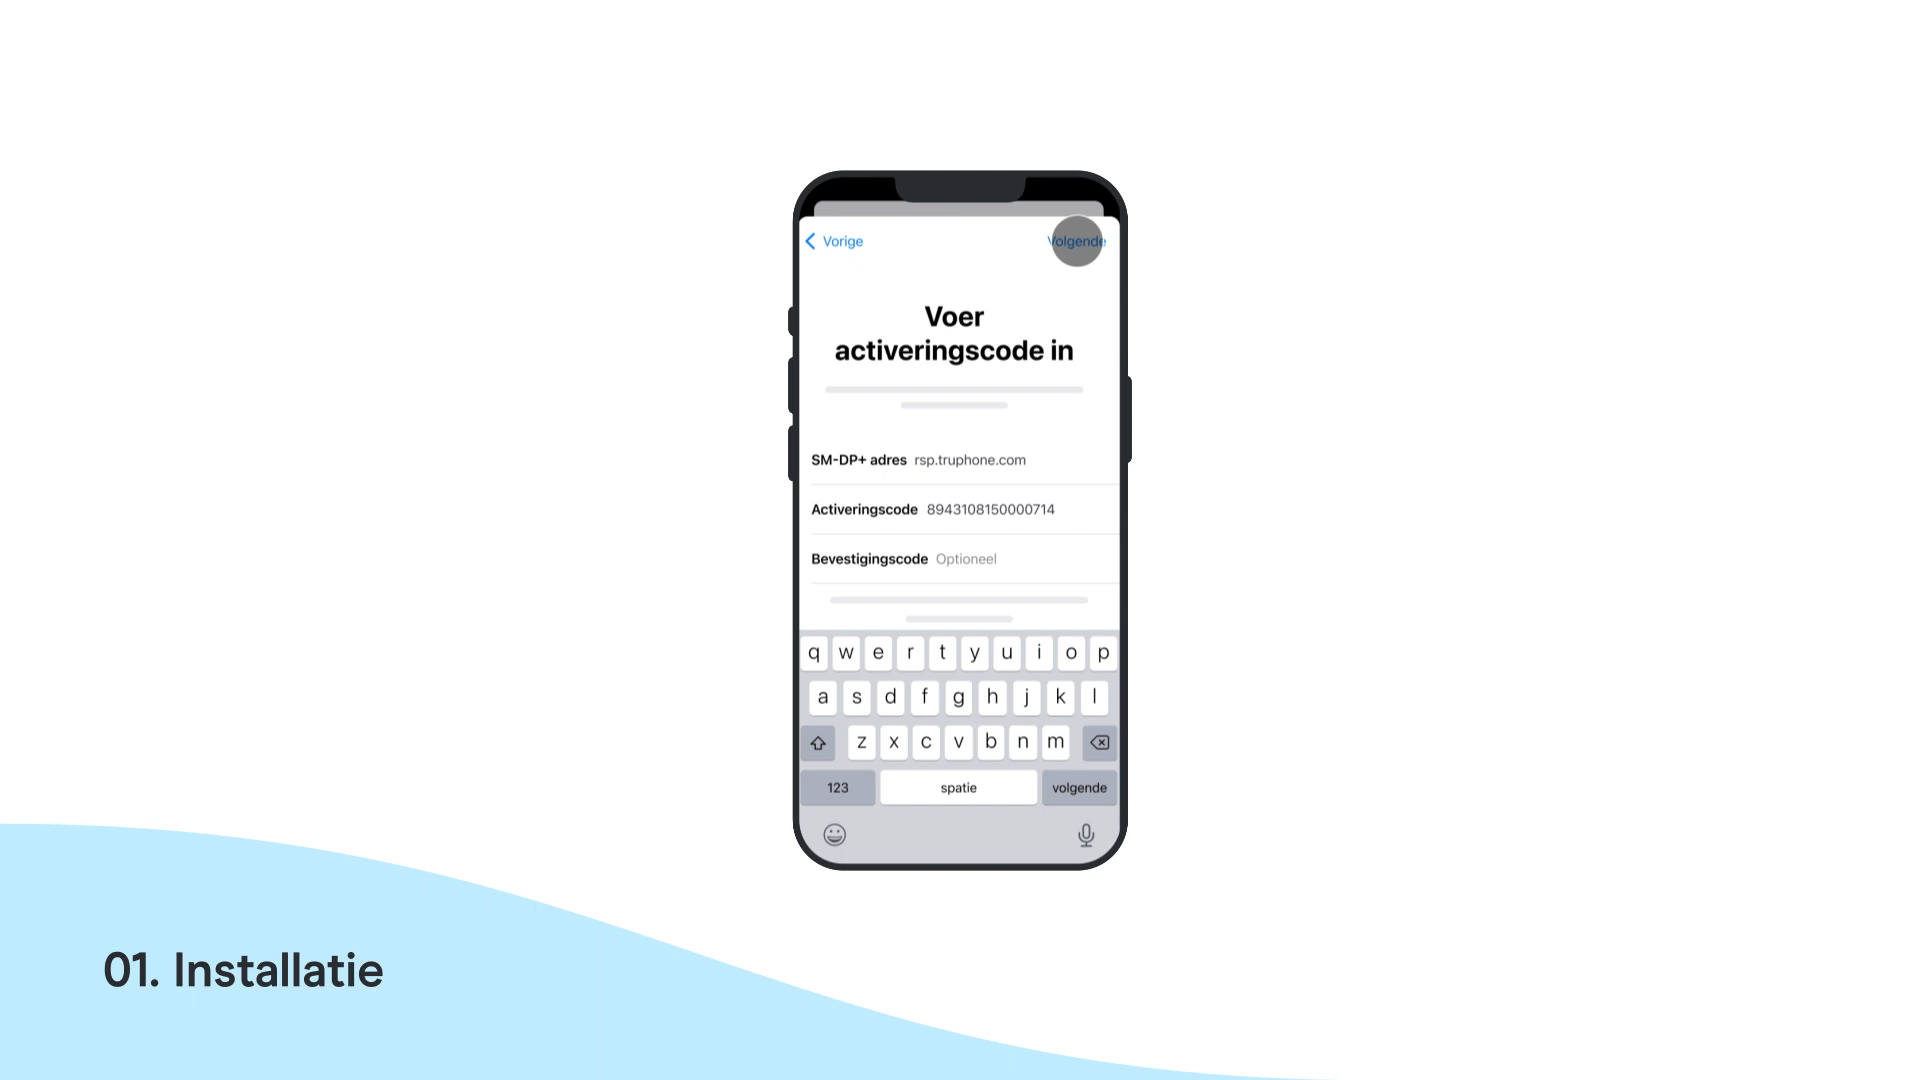 Vorige
Volgende
Voer
activeringscode in
SM-DP+ adres rsp.truphone.com
Activeringscode 8943108150000714
Bevestigingscode Optioneel
q w e r t y u i o p
a s d f g h j k l
z x c v b n m
123 spatie volgende
01. Installatie